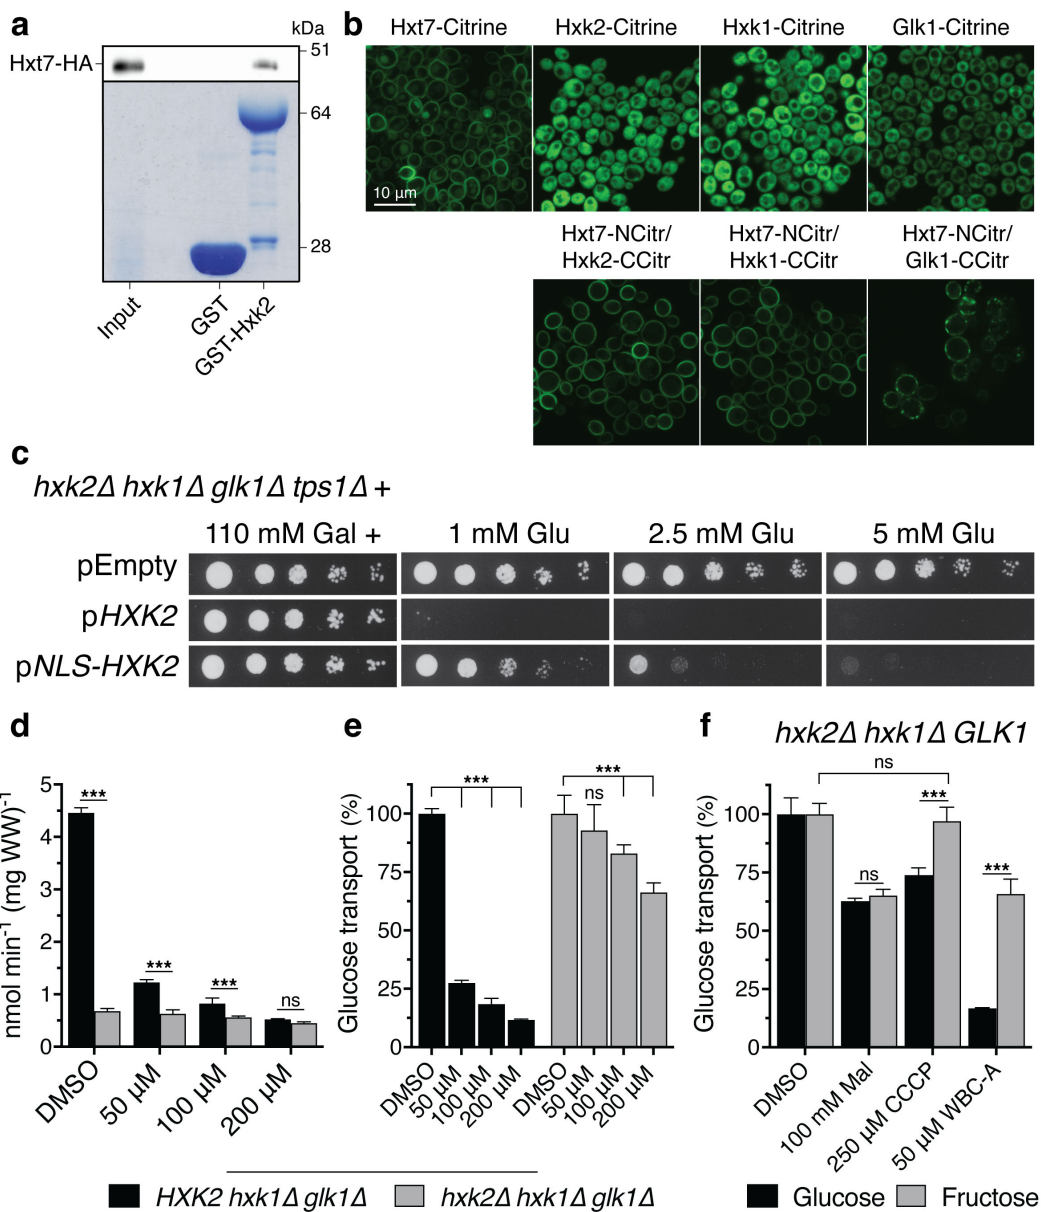 a
kDa
51
Hxt7-HA
64
28
Input
GST
GST-Hxk2
b
Hxt7-Citrine
Hxk2-Citrine
Hxk1-Citrine
Glk1-Citrine
10 µm
Hxt7-NCitr/
Hxk2-CCitr
Hxt7-NCitr/
Hxk1-CCitr
Hxt7-NCitr/
Glk1-CCitr
c
hxk2Δ hxk1Δ glk1Δ tps1Δ +
110 mM Gal +
1 mM Glu
2.5 mM Glu
5 mM Glu
pEmpty
pHXK2
pNLS-HXK2
d
nmol min⁻¹ (mg WW)⁻¹
5
4
3
2
1
0
***
***
***
ns
DMSO
50 µM
100 µM
200 µM
e
Glucose transport (%)
100
75
50
25
0
***
***
ns
DMSO
50 µM
100 µM
200 µM
DMSO
50 µM
100 µM
200 µM
HXK2 hxk1Δ glk1Δ
hxk2Δ hxk1Δ glk1Δ
f
hxk2Δ hxk1Δ GLK1
Glucose transport (%)
100
75
50
25
0
ns
ns
***
***
DMSO
100 mM Mal
250 µM CCCP
50 µM WBC-A
Glucose
Fructose